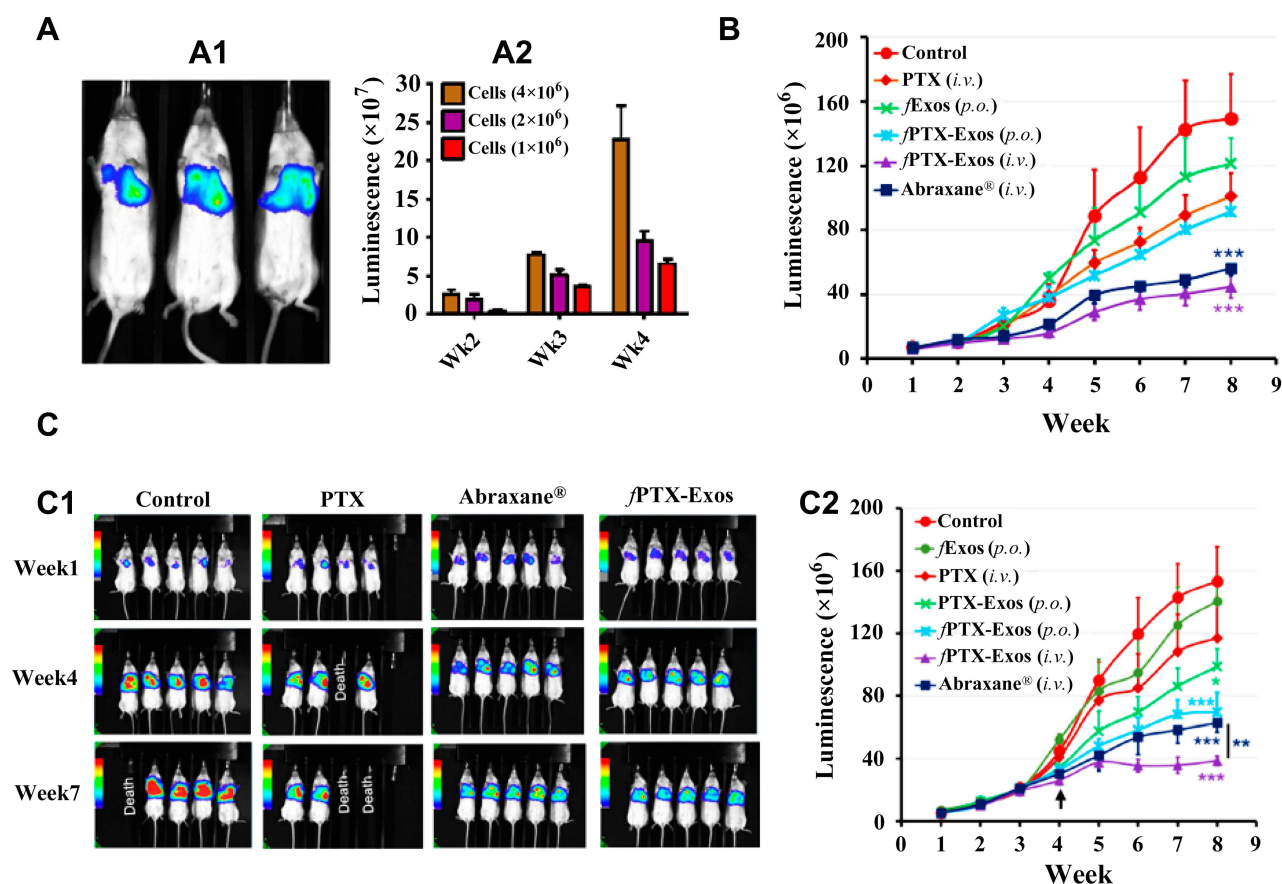 A
A1
A2
Luminescence (×10⁷)
30
25
20
15
10
5
0
Cells (4×10⁶)
Cells (2×10⁶)
Cells (1×10⁶)
Wk2
Wk3
Wk4
B
Luminescence (×10⁶)
200
160
120
80
40
0
Control
PTX (i.v.)
fExos (p.o.)
fPTX-Exos (p.o.)
fPTX-Exos (i.v.)
Abraxane® (i.v.)
***
***
0 1 2 3 4 5 6 7 8 9
Week
C
C1
Control PTX Abraxane® fPTX-Exos
Week1
Week4
Death
Week7
Death
Death
Death
C2
Luminescence (×10⁶)
200
160
120
80
40
0
Control
fExos (p.o.)
PTX (i.v.)
PTX-Exos (p.o.)
fPTX-Exos (p.o.)
fPTX-Exos (i.v.)
Abraxane® (i.v.)
*
***
*** **
***
0 1 2 3 4 5 6 7 8 9
Week